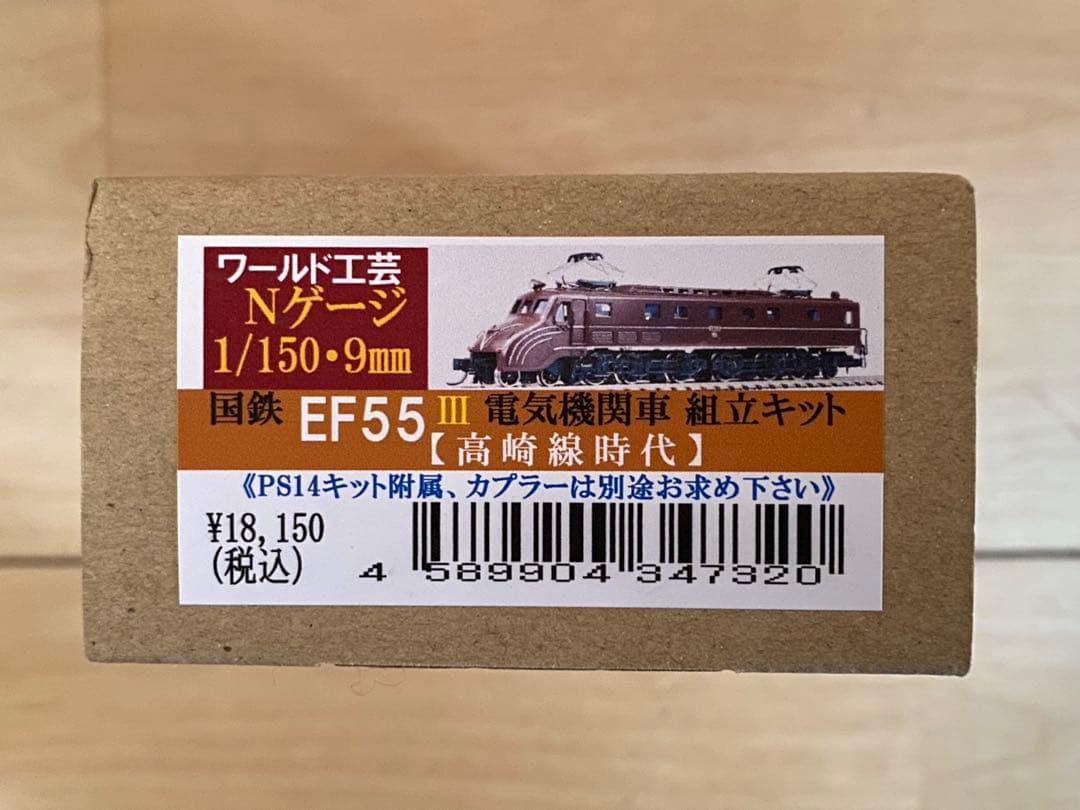 ワールド工芸
Nゲージ
1/150・9mm
国鉄 EF55 III 電気機関車 組立キット
【高崎線時代】
《PS14キット附属、カプラーは別途お求め下さい》
¥18,150
(税込)
4 589904 347320